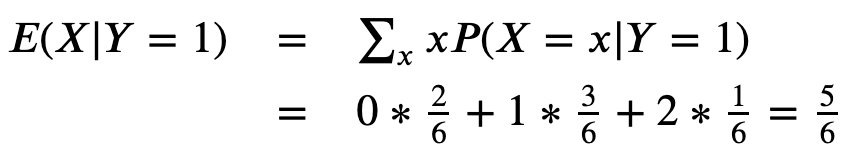 E(X|Y = 1) = ∑ₓ xP(X = x|Y = 1)
= 0 * 2/6 + 1 * 3/6 + 2 * 1/6 = 5/6